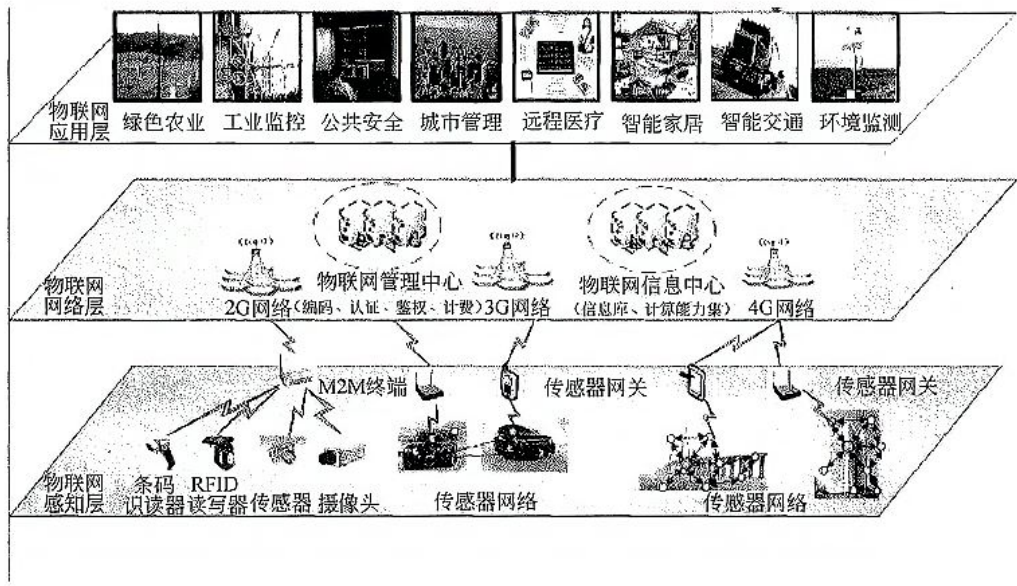 物联网
应用层
绿色农业 工业监控 公共安全 城市管理 远程医疗 智能家居 智能交通 环境监测
物联网
网络层
物联网管理中心 物联网信息中心
2G网络(编码、认证、鉴权、计费)3G网络 (信息库、计算能力集) 4G网络
M2M终端 传感器网关 传感器网关
物联网
感知层
条码 RFID
识读器 读写器 传感器 摄像头 传感器网络 传感器网络